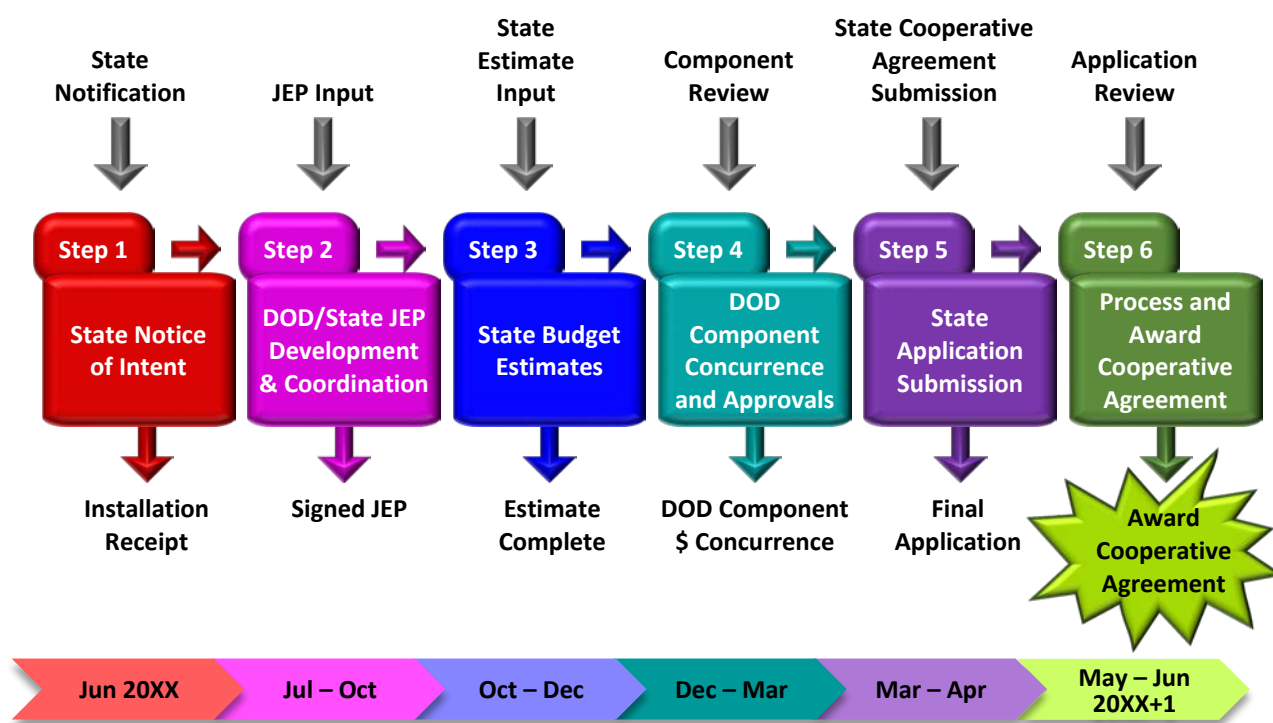 State
Notification
JEP Input
State
Estimate
Input
Component
Review
State Cooperative
Agreement
Submission
Application
Review
Step 1
Step 2
Step 3
Step 4
Step 5
Step 6
State Notice
of Intent
DOD/State JEP
Development
& Coordination
State Budget
Estimates
DOD
Component
Concurrence
and Approvals
State
Application
Submission
Process and
Award
Cooperative
Agreement
Installation
Receipt
Signed JEP
Estimate
Complete
DOD Component
$ Concurrence
Final
Application
Award
Cooperative
Agreement
Jun 20XX
Jul – Oct
Oct – Dec
Dec – Mar
Mar – Apr
May – Jun
20XX+1